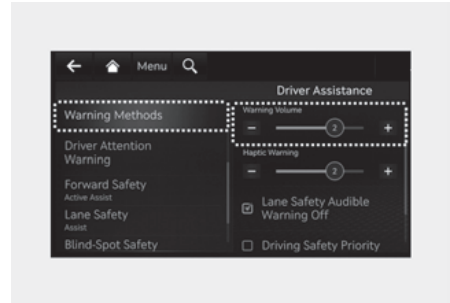 Menu
Driver Assistance
Warning Methods
Driver Attention
Warning
Forward Safety
Active Assist
Lane Safety
Assist
Blind-Spot Safety
Warning Volume
- 2 +
Haptic Warning
- 2 +
Lane Safety Audible
Warning Off
Driving Safety Priority